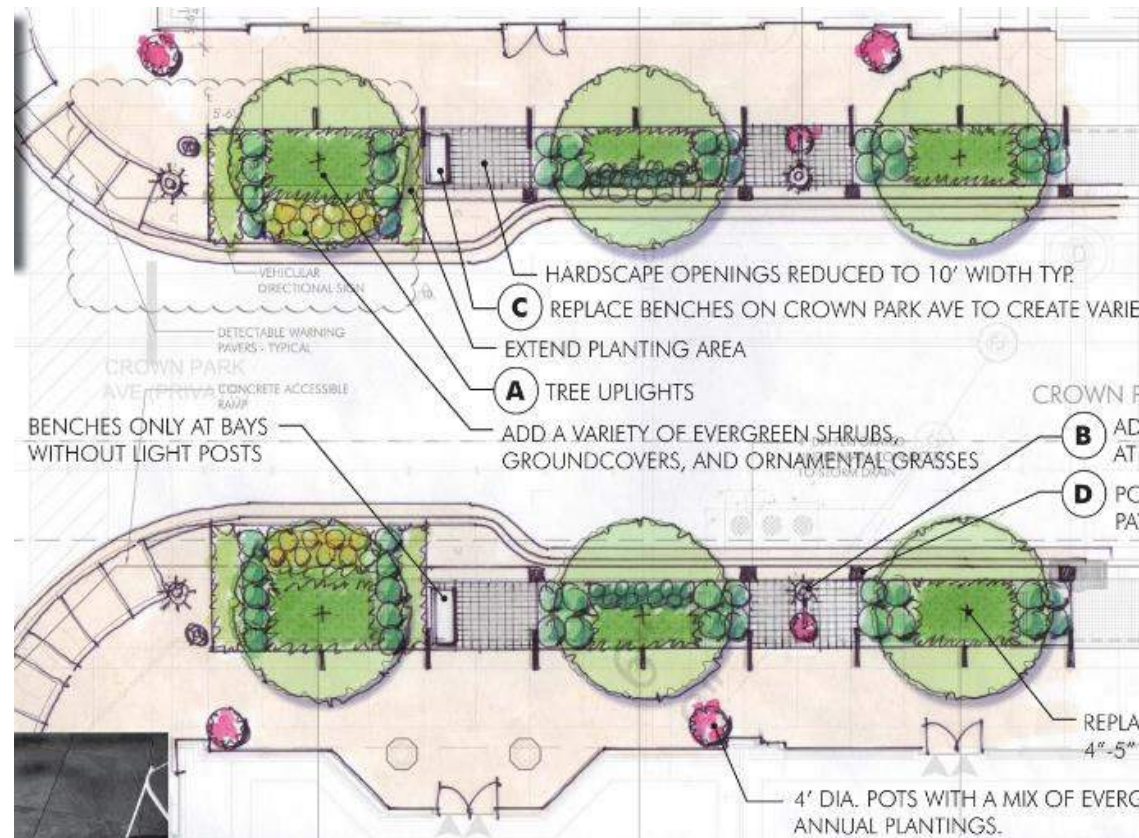 5'-6"
VEHICULAR
DIRECTIONAL SIGN
HARDSCAPE OPENINGS REDUCED TO 10' WIDTH TYP.
C REPLACE BENCHES ON CROWN PARK AVE TO CREATE VARIE
DETECTABLE WARNING
PAVERS - TYPICAL
EXTEND PLANTING AREA
CROWN PARK
AVE (PRIVA
CONCRETE ACCESSIBLE
RAMP
A TREE UPLIGHTS
CROWN P
BENCHES ONLY AT BAYS
WITHOUT LIGHT POSTS
ADD A VARIETY OF EVERGREEN SHRUBS,
GROUNDCOVERS, AND ORNAMENTAL GRASSES
TO STORM DRAIN
B AD
AT
D PO
PA
REPLA
4"-5"
4' DIA. POTS WITH A MIX OF EVERG
ANNUAL PLANTINGS.